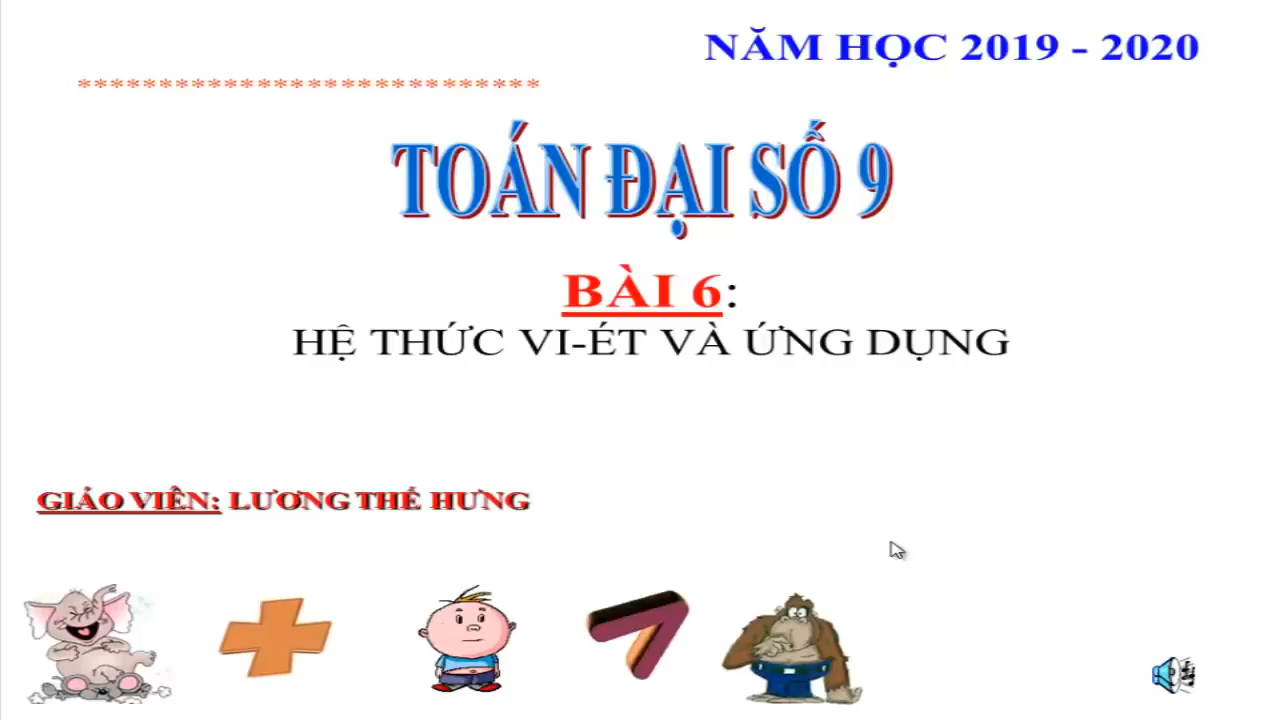 NĂM HỌC 2019 - 2020
*****************************
TOÁN ĐẠI SỐ 9
BÀI 6:
HỆ THỨC VI-ÉT VÀ ỨNG DỤNG
GIÁO VIÊN: LƯƠNG THẾ HƯNG